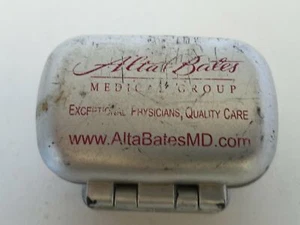 Alta Bates
MEDICAL GROUP
EXCEPTIONAL PHYSICIANS, QUALITY CARE
www.AltaBatesMD.com